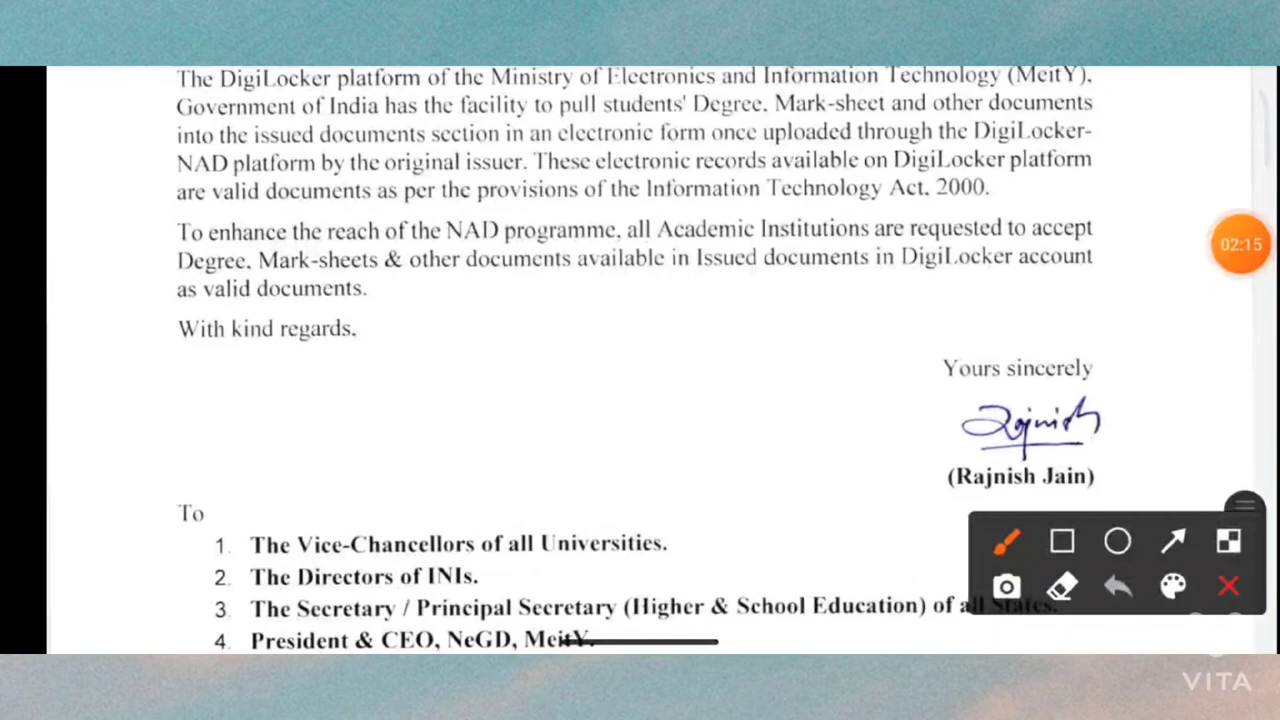 The DigiLocker platform of the Ministry of Electronics and Information Technology (MeitY),
Government of India has the facility to pull students' Degree, Mark-sheet and other documents
into the issued documents section in an electronic form once uploaded through the DigiLocker-
NAD platform by the original issuer. These electronic records available on DigiLocker platform
are valid documents as per the provisions of the Information Technology Act, 2000.
To enhance the reach of the NAD programme, all Academic Institutions are requested to accept
Degree, Mark-sheets & other documents available in Issued documents in DigiLocker account
as valid documents.
02:15
With kind regards,
Yours sincerely
Rajnish
(Rajnish Jain)
To
1. The Vice-Chancellors of all Universities.
2. The Directors of INIs.
3. The Secretary / Principal Secretary (Higher & School Education) of all States.
4. President & CEO, NeGD, MeitY.
VITA